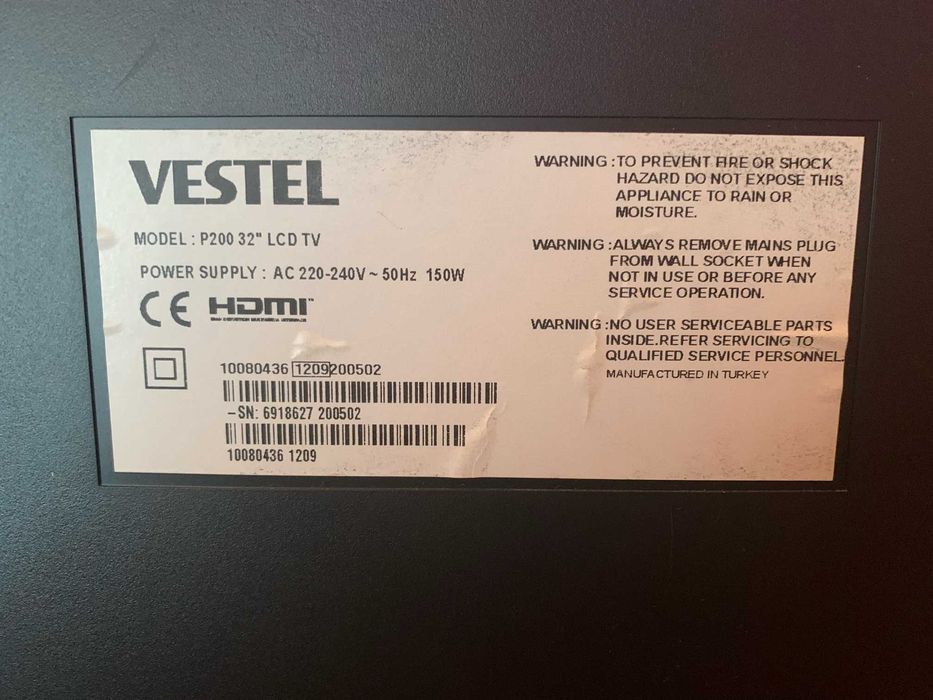 VESTEL
MODEL : P200 32" LCD TV
POWER SUPPLY : AC 220-240V ~ 50Hz 150W
CE HDMI™
10080436 1209 200502
-SN: 6918627 200502
10080436 1209
WARNING : TO PREVENT FIRE OR SHOCK
HAZARD DO NOT EXPOSE THIS
APPLIANCE TO RAIN OR
MOISTURE.
WARNING : ALWAYS REMOVE MAINS PLUG
FROM WALL SOCKET WHEN
NOT IN USE OR BEFORE ANY
SERVICE OPERATION.
WARNING : NO USER SERVICEABLE PARTS
INSIDE.REFER SERVICING TO
QUALIFIED SERVICE PERSONNEL.
MANUFACTURED IN TURKEY